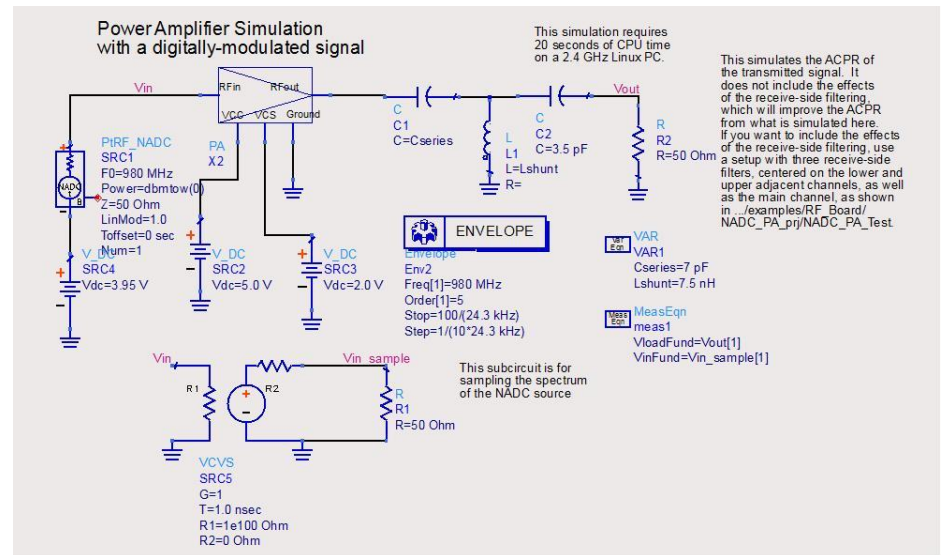 Power Amplifier Simulation
with a digitally-modulated signal
This simulation requires
20 seconds of CPU time
on a 2.4 GHz Linux PC.
This simulates the ACPR of
the transmitted signal. It
does not include the effects
of the receive-side filtering,
which will improve the ACPR
from what is simulated here.
If you want to include the effects
of the receive-side filtering, use
a setup with three receive-side
filters, centered on the lower and
upper adjacent channels, as well
as the main channel, as shown
in .../examples/RF_Board/
NADC_PA_prj/NADC_PA_Test.
Vin
RFin
RFout
VCC
VCS
Ground
PA
X2
C
C1
C=Cseries
L
L1
L=Lshunt
R=
C
C2
C=3.5 pF
Vout
R
R2
R=50 Ohm
NADC
B
PtRF_NADC
SRC1
F0=980 MHz
Power=dbmtow(0)
Z=50 Ohm
LinMod=1.0
Toffset=0 sec
Num=1
V_DC
SRC4
Vdc=3.95 V
V_DC
SRC2
Vdc=5.0 V
V_DC
SRC3
Vdc=2.0 V
ENVELOPE
Envelope
Env2
Freq[1]=980 MHz
Order[1]=5
Stop=100/(24.3 kHz)
Step=1/(10*24.3 kHz)
Var
Eqn
VAR
VAR1
Cseries=7 pF
Lshunt=7.5 nH
Meas
Eqn
MeasEqn
meas1
VloadFund=Vout[1]
VinFund=Vin_sample[1]
Vin
R1
R2
Vin_sample
R
R1
R=50 Ohm
This subcircuit is for
sampling the spectrum
of the NADC source
VCVS
SRC5
G=1
T=1.0 nsec
R1=1e100 Ohm
R2=0 Ohm